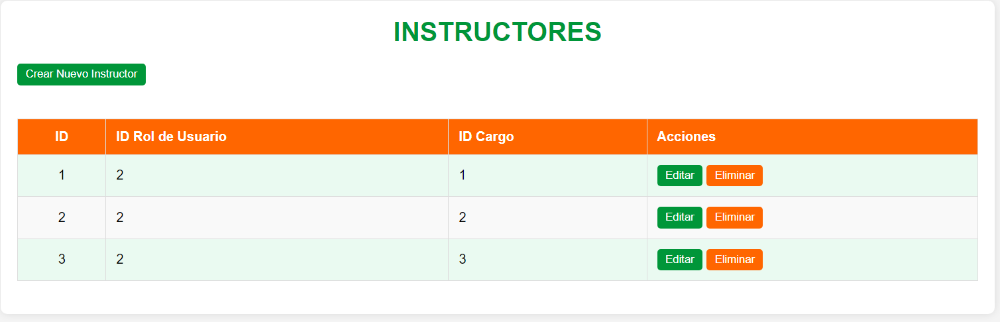 INSTRUCTORES
Crear Nuevo Instructor
ID ID Rol de Usuario ID Cargo Acciones
1 2 1 Editar Eliminar
2 2 2 Editar Eliminar
3 2 3 Editar Eliminar